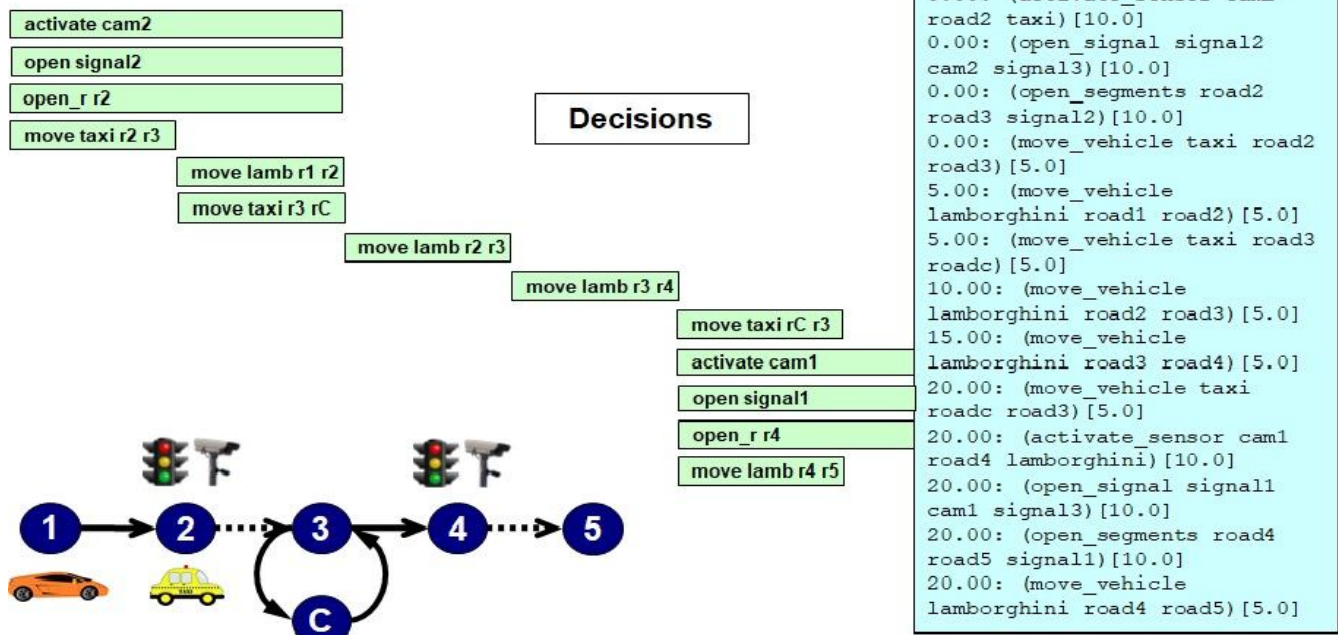 activate cam2
open signal2
open_r r2
move taxi r2 r3
move lamb r1 r2
move taxi r3 rC
move lamb r2 r3
move lamb r3 r4
move taxi rC r3
activate cam1
open signal1
open_r r4
move lamb r4 r5
Decisions
1
2
3
4
5
C
TAXI
road2 taxi)[10.0]
0.00: (open_signal signal2
cam2 signal3)[10.0]
0.00: (open_segments road2
road3 signal2)[10.0]
0.00: (move_vehicle taxi road2
road3)[5.0]
5.00: (move_vehicle
lamborghini road1 road2)[5.0]
5.00: (move_vehicle taxi road3
roadc)[5.0]
10.00: (move_vehicle
lamborghini road2 road3)[5.0]
15.00: (move_vehicle
lamborghini road3 road4)[5.0]
20.00: (move_vehicle taxi
roadc road3)[5.0]
20.00: (activate_sensor cam1
road4 lamborghini)[10.0]
20.00: (open_signal signal1
cam1 signal3)[10.0]
20.00: (open_segments road4
road5 signal1)[10.0]
20.00: (move_vehicle
lamborghini road4 road5)[5.0]